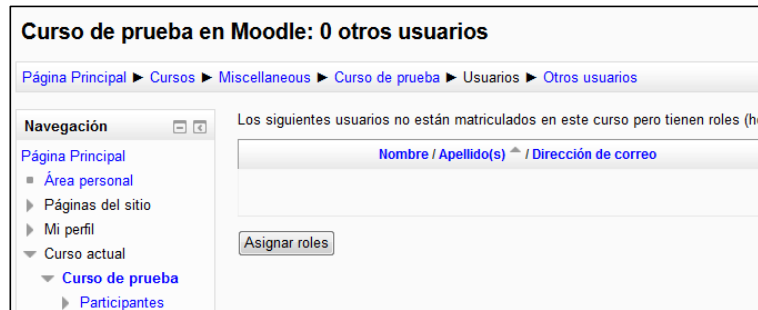 Curso de prueba en Moodle: 0 otros usuarios
Página Principal ► Cursos ► Miscellaneous ► Curso de prueba ► Usuarios ► Otros usuarios
Navegación
Página Principal
Área personal
Páginas del sitio
Mi perfil
Curso actual
Curso de prueba
Participantes
Los siguientes usuarios no están matriculados en este curso pero tienen roles
Nombre / Apellido(s) / Dirección de correo
Asignar roles